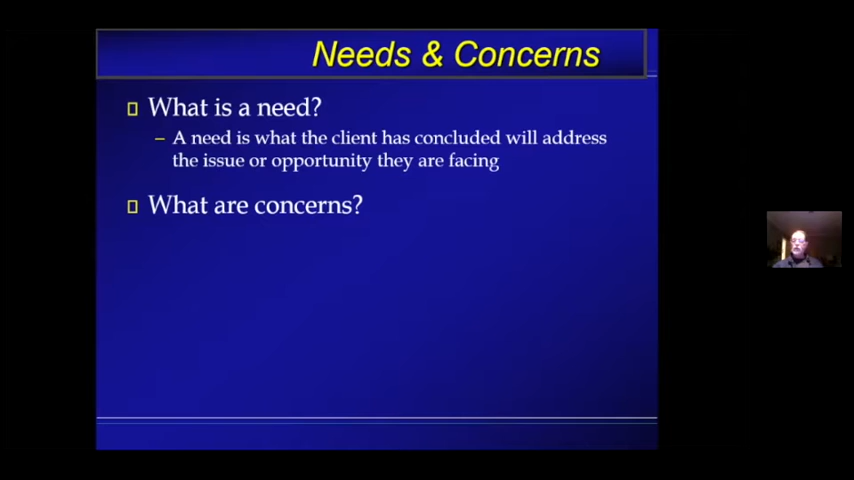 Needs & Concerns
What is a need?
– A need is what the client has concluded will address
the issue or opportunity they are facing
What are concerns?